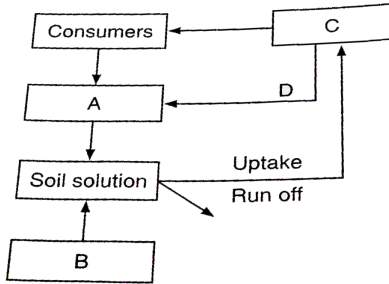 Consumers
C
A
D
Soil solution
Uptake
Run off
B